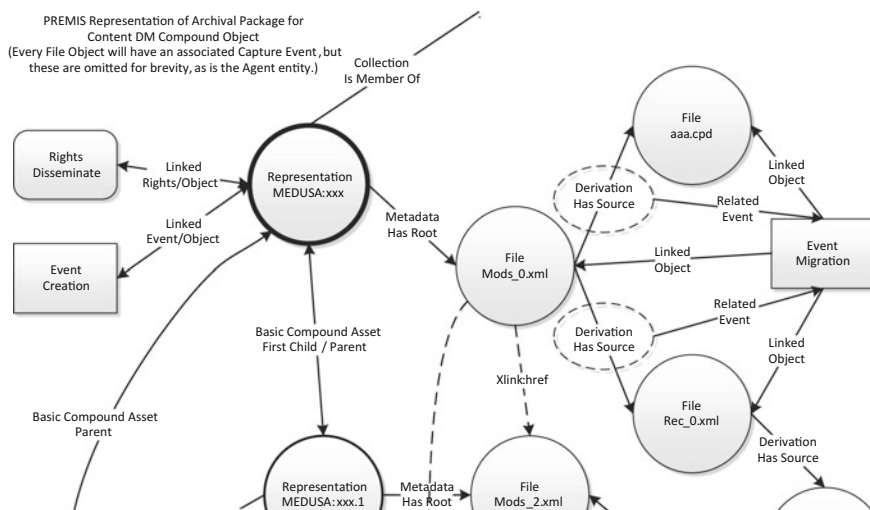 PREMIS Representation of Archival Package for
Content DM Compound Object
(Every File Object will have an associated Capture Event, but
these are omitted for brevity, as is the Agent entity.)
Collection
Is Member Of
File
aaa.cpd
Rights
Disseminate
Linked
Rights/Object
Representation
MEDUSA:xxx
Derivation
Has Source
Linked
Object
Related
Event
Linked
Event/Object
Metadata
Has Root
Event
Creation
File
Mods_0.xml
Linked
Object
Event
Migration
Basic Compound Asset
First Child / Parent
Derivation
Has Source
Related
Event
Linked
Object
Xlink:href
Basic Compound Asset
Parent
File
Rec_0.xml
Derivation
Has Source
Representation
MEDUSA:xxx.1
Metadata
Has Root
File
Mods_2.xml